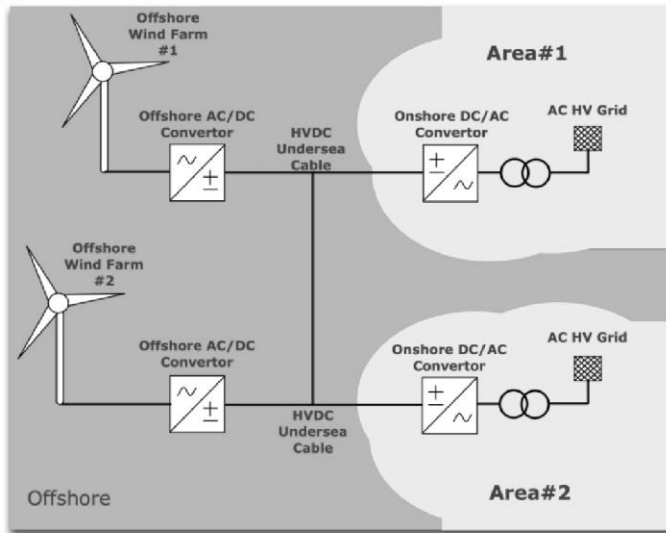 Offshore
Wind Farm
#1
Area#1
Offshore AC/DC
Convertor
HVDC
Undersea
Cable
Onshore DC/AC
Convertor
AC HV Grid
Offshore
Wind Farm
#2
Offshore AC/DC
Convertor
HVDC
Undersea
Cable
Onshore DC/AC
Convertor
AC HV Grid
Offshore
Area#2